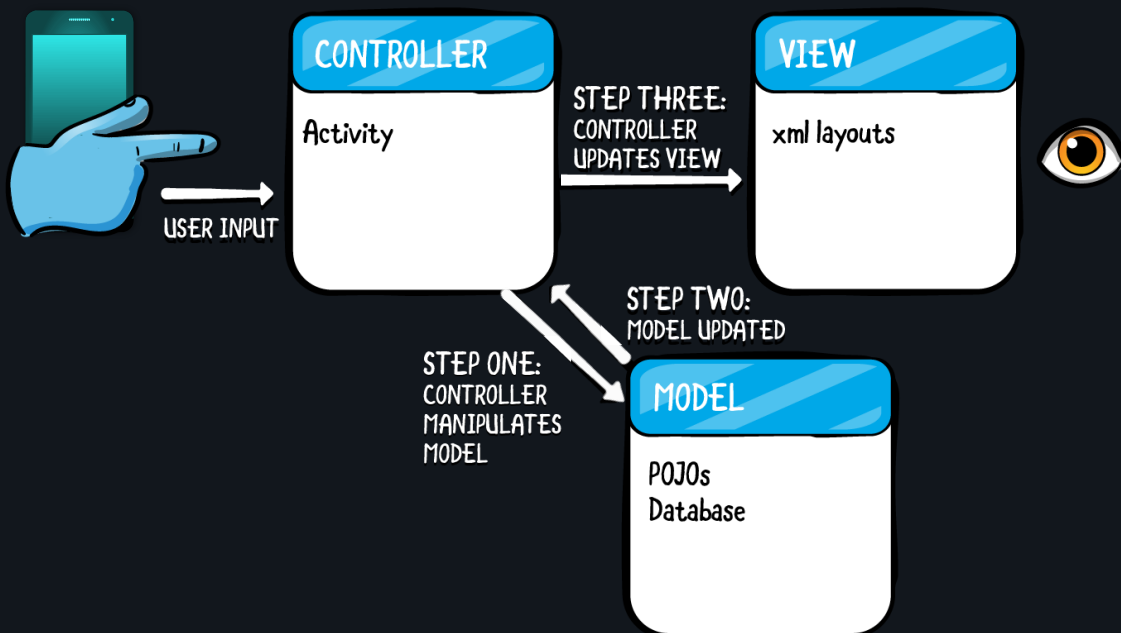 CONTROLLER
Activity
USER INPUT
STEP THREE:
CONTROLLER
UPDATES VIEW
VIEW
xml layouts
STEP TWO:
MODEL UPDATED
STEP ONE:
CONTROLLER
MANIPULATES
MODEL
MODEL
POJOs
Database